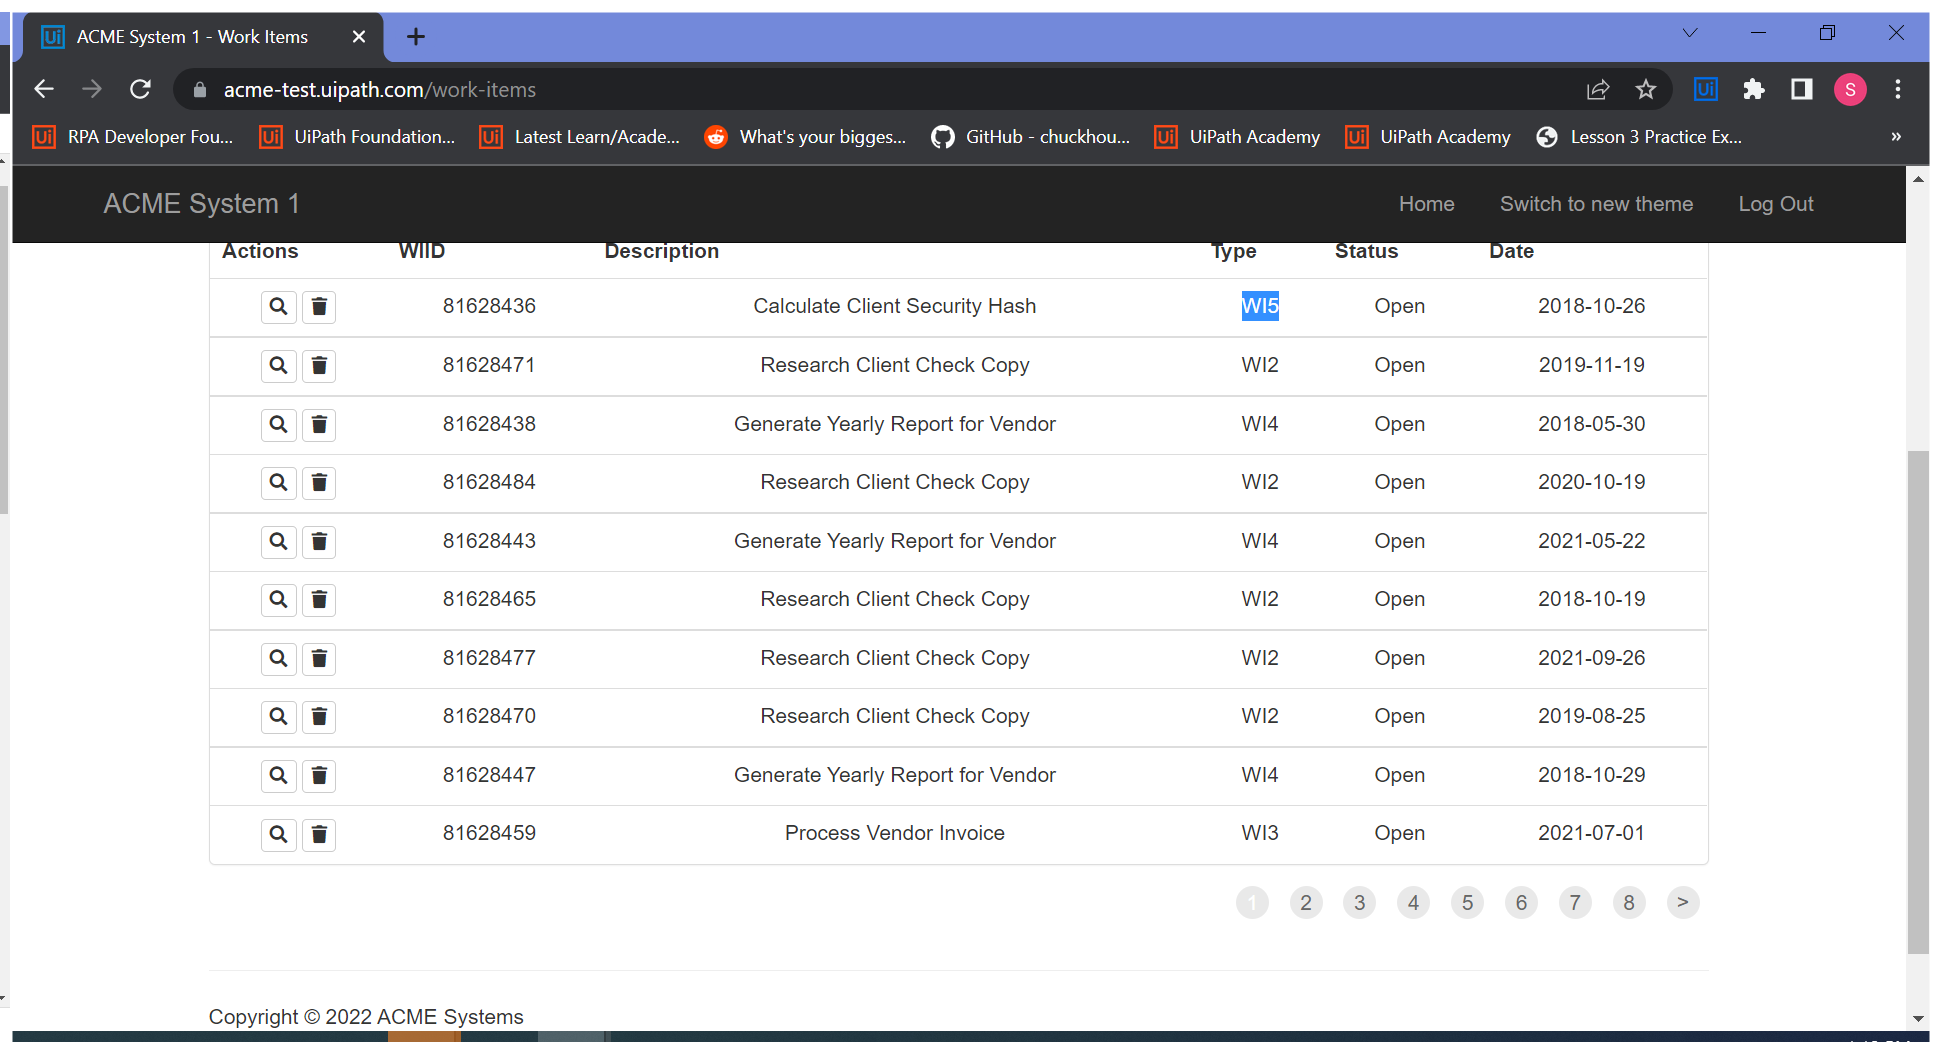 Ui ACME System 1 - Work Items
acme-test.uipath.com/work-items
Ui
S
Ui RPA Developer Fou... Ui UiPath Foundation... Ui Latest Learn/Acade... What's your bigges... GitHub - chuckhou... Ui UiPath Academy Ui UiPath Academy Lesson 3 Practice Ex... »
ACME System 1 Home Switch to new theme Log Out
Actions WIID Description Type Status Date
81628436 Calculate Client Security Hash WI5 Open 2018-10-26
81628471 Research Client Check Copy WI2 Open 2019-11-19
81628438 Generate Yearly Report for Vendor WI4 Open 2018-05-30
81628484 Research Client Check Copy WI2 Open 2020-10-19
81628443 Generate Yearly Report for Vendor WI4 Open 2021-05-22
81628465 Research Client Check Copy WI2 Open 2018-10-19
81628477 Research Client Check Copy WI2 Open 2021-09-26
81628470 Research Client Check Copy WI2 Open 2019-08-25
81628447 Generate Yearly Report for Vendor WI4 Open 2018-10-29
81628459 Process Vendor Invoice WI3 Open 2021-07-01
1 2 3 4 5 6 7 8 >
Copyright © 2022 ACME Systems